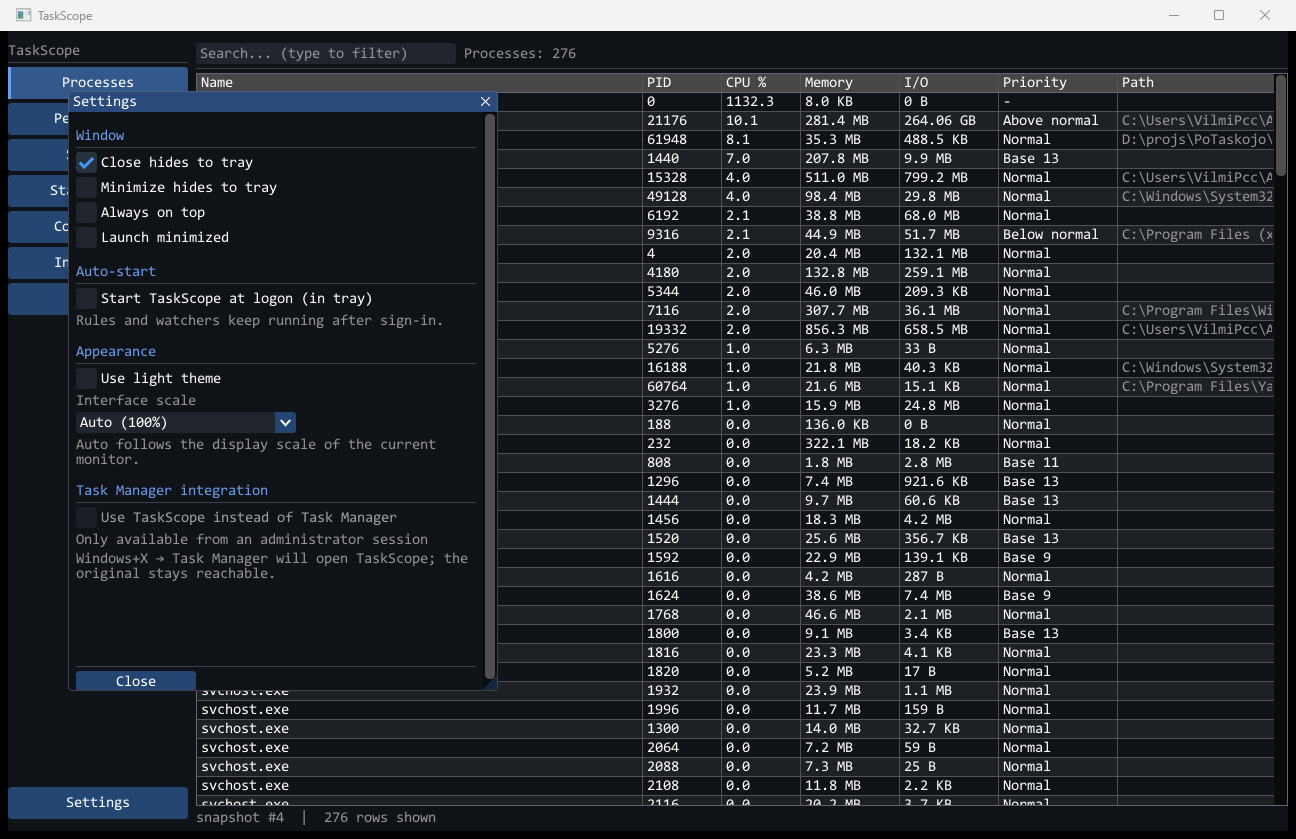 TaskScope
TaskScope
Search... (type to filter) Processes: 276
Processes
Pe
S
Sta
Co
In
Settings
Window
Close hides to tray
Minimize hides to tray
Always on top
Launch minimized
Auto-start
Start TaskScope at logon (in tray)
Rules and watchers keep running after sign-in.
Appearance
Use light theme
Interface scale
Auto (100%)
Auto follows the display scale of the current
monitor.
Task Manager integration
Use TaskScope instead of Task Manager
Only available from an administrator session
Windows+X → Task Manager will open TaskScope; the
original stays reachable.
Close
Name PID CPU % Memory I/O Priority Path
0 1132.3 8.0 KB 0 B -
21176 10.1 281.4 MB 264.06 GB Above normal C:\Users\VilmiPcc\A
61948 8.1 35.3 MB 488.5 KB Normal D:\projs\PoTaskojo\
1440 7.0 207.8 MB 9.9 MB Base 13
15328 4.0 511.0 MB 799.2 MB Normal C:\Users\VilmiPcc\A
49128 4.0 98.4 MB 29.8 MB Normal C:\Windows\System32
6192 2.1 38.8 MB 68.0 MB Normal
9316 2.1 44.9 MB 51.7 MB Below normal C:\Program Files (x
4 2.0 20.4 MB 132.1 MB Normal
4180 2.0 132.8 MB 259.1 MB Normal
5344 2.0 46.0 MB 209.3 KB Normal
7116 2.0 307.7 MB 36.1 MB Normal C:\Program Files\Wi
19332 2.0 856.3 MB 658.5 MB Normal C:\Users\VilmiPcc\A
5276 1.0 6.3 MB 33 B Normal
16188 1.0 21.8 MB 40.3 KB Normal C:\Windows\System32
60764 1.0 21.6 MB 15.1 KB Normal C:\Program Files\Ya
3276 1.0 15.9 MB 24.8 MB Normal
188 0.0 136.0 KB 0 B Normal
232 0.0 322.1 MB 18.2 KB Normal
808 0.0 1.8 MB 2.8 MB Base 11
1296 0.0 7.4 MB 921.6 KB Base 13
1444 0.0 9.7 MB 60.6 KB Base 13
1456 0.0 18.3 MB 4.2 MB Normal
1520 0.0 25.6 MB 356.7 KB Base 13
1592 0.0 22.9 MB 139.1 KB Base 9
1616 0.0 4.2 MB 287 B Normal
1624 0.0 38.6 MB 7.4 MB Base 9
1768 0.0 46.6 MB 2.1 MB Normal
1800 0.0 9.1 MB 3.4 KB Base 13
1816 0.0 23.3 MB 4.1 KB Normal
1820 0.0 5.2 MB 17 B Normal
svchost.exe 1932 0.0 23.9 MB 1.1 MB Normal
svchost.exe 1996 0.0 11.7 MB 159 B Normal
svchost.exe 1300 0.0 14.0 MB 32.7 KB Normal
svchost.exe 2064 0.0 7.2 MB 59 B Normal
svchost.exe 2088 0.0 7.3 MB 25 B Normal
svchost.exe 2108 0.0 11.8 MB 2.2 KB Normal
svchost.exe 2116 0.0 20.2 MB 3.7 KB Normal
Settings
snapshot #4 | 276 rows shown